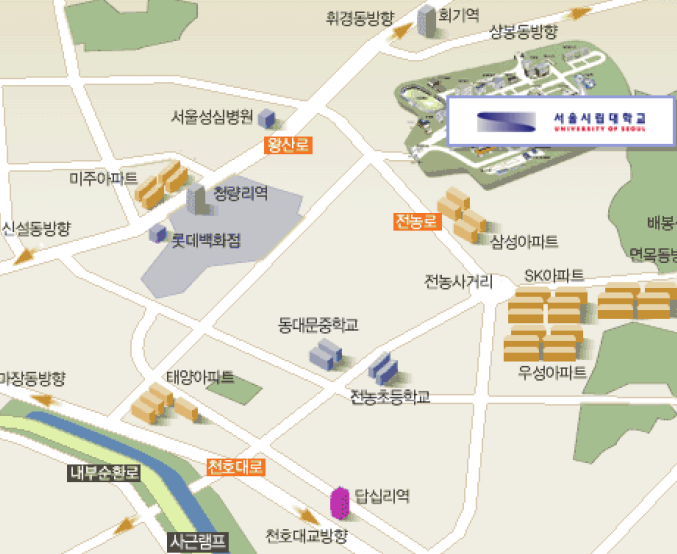 휘경동방향
회기역
상봉동방향
서울성심병원
서울시립대학교
UNIVERSITY OF SEOUL
왕산로
미주아파트
청량리역
신설동방향
롯데백화점
전농로
삼성아파트
배봉산
면목동방
전농사거리
SK아파트
동대문중학교
마장동방향
태양아파트
전농초등학교
우성아파트
내부순환로
천호대로
답십리역
사근램프
천호대교방향